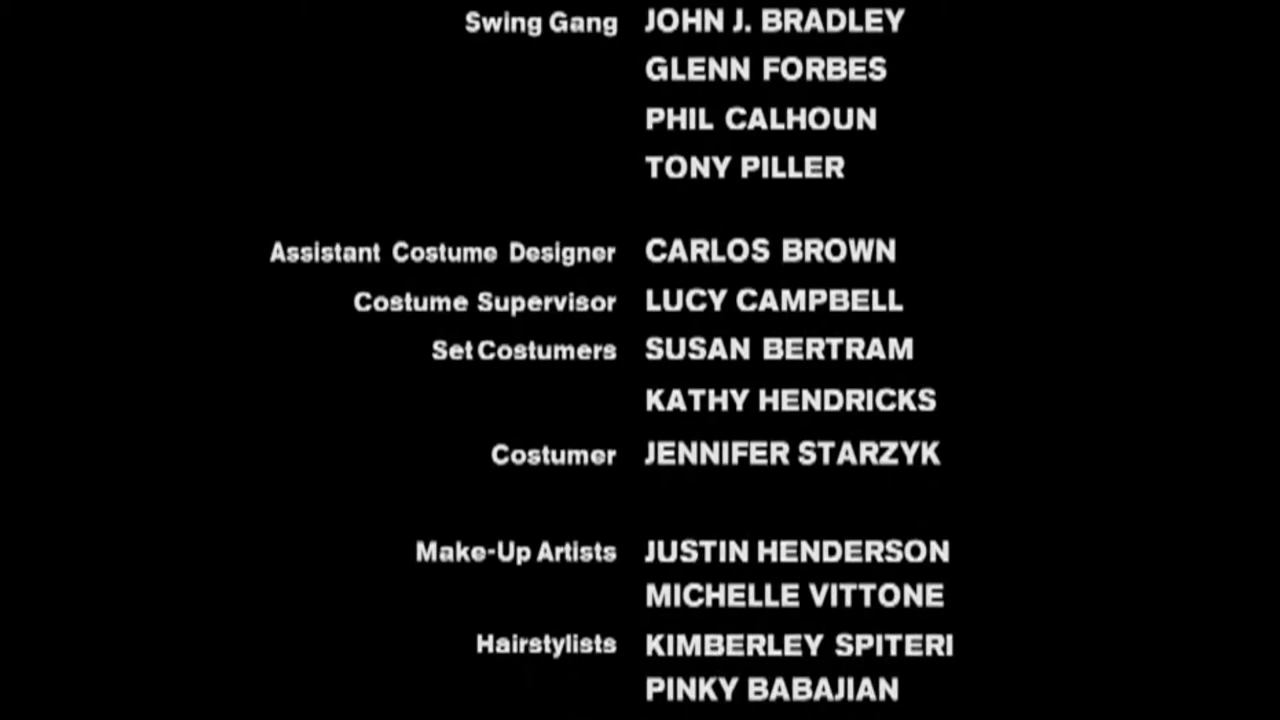 Swing Gang JOHN J. BRADLEY
GLENN FORBES
PHIL CALHOUN
TONY PILLER
Assistant Costume Designer CARLOS BROWN
Costume Supervisor LUCY CAMPBELL
Set Costumers SUSAN BERTRAM
KATHY HENDRICKS
Costumer JENNIFER STARZYK
Make-Up Artists JUSTIN HENDERSON
MICHELLE VITTONE
Hairstylists KIMBERLEY SPITERI
PINKY BABAJIAN